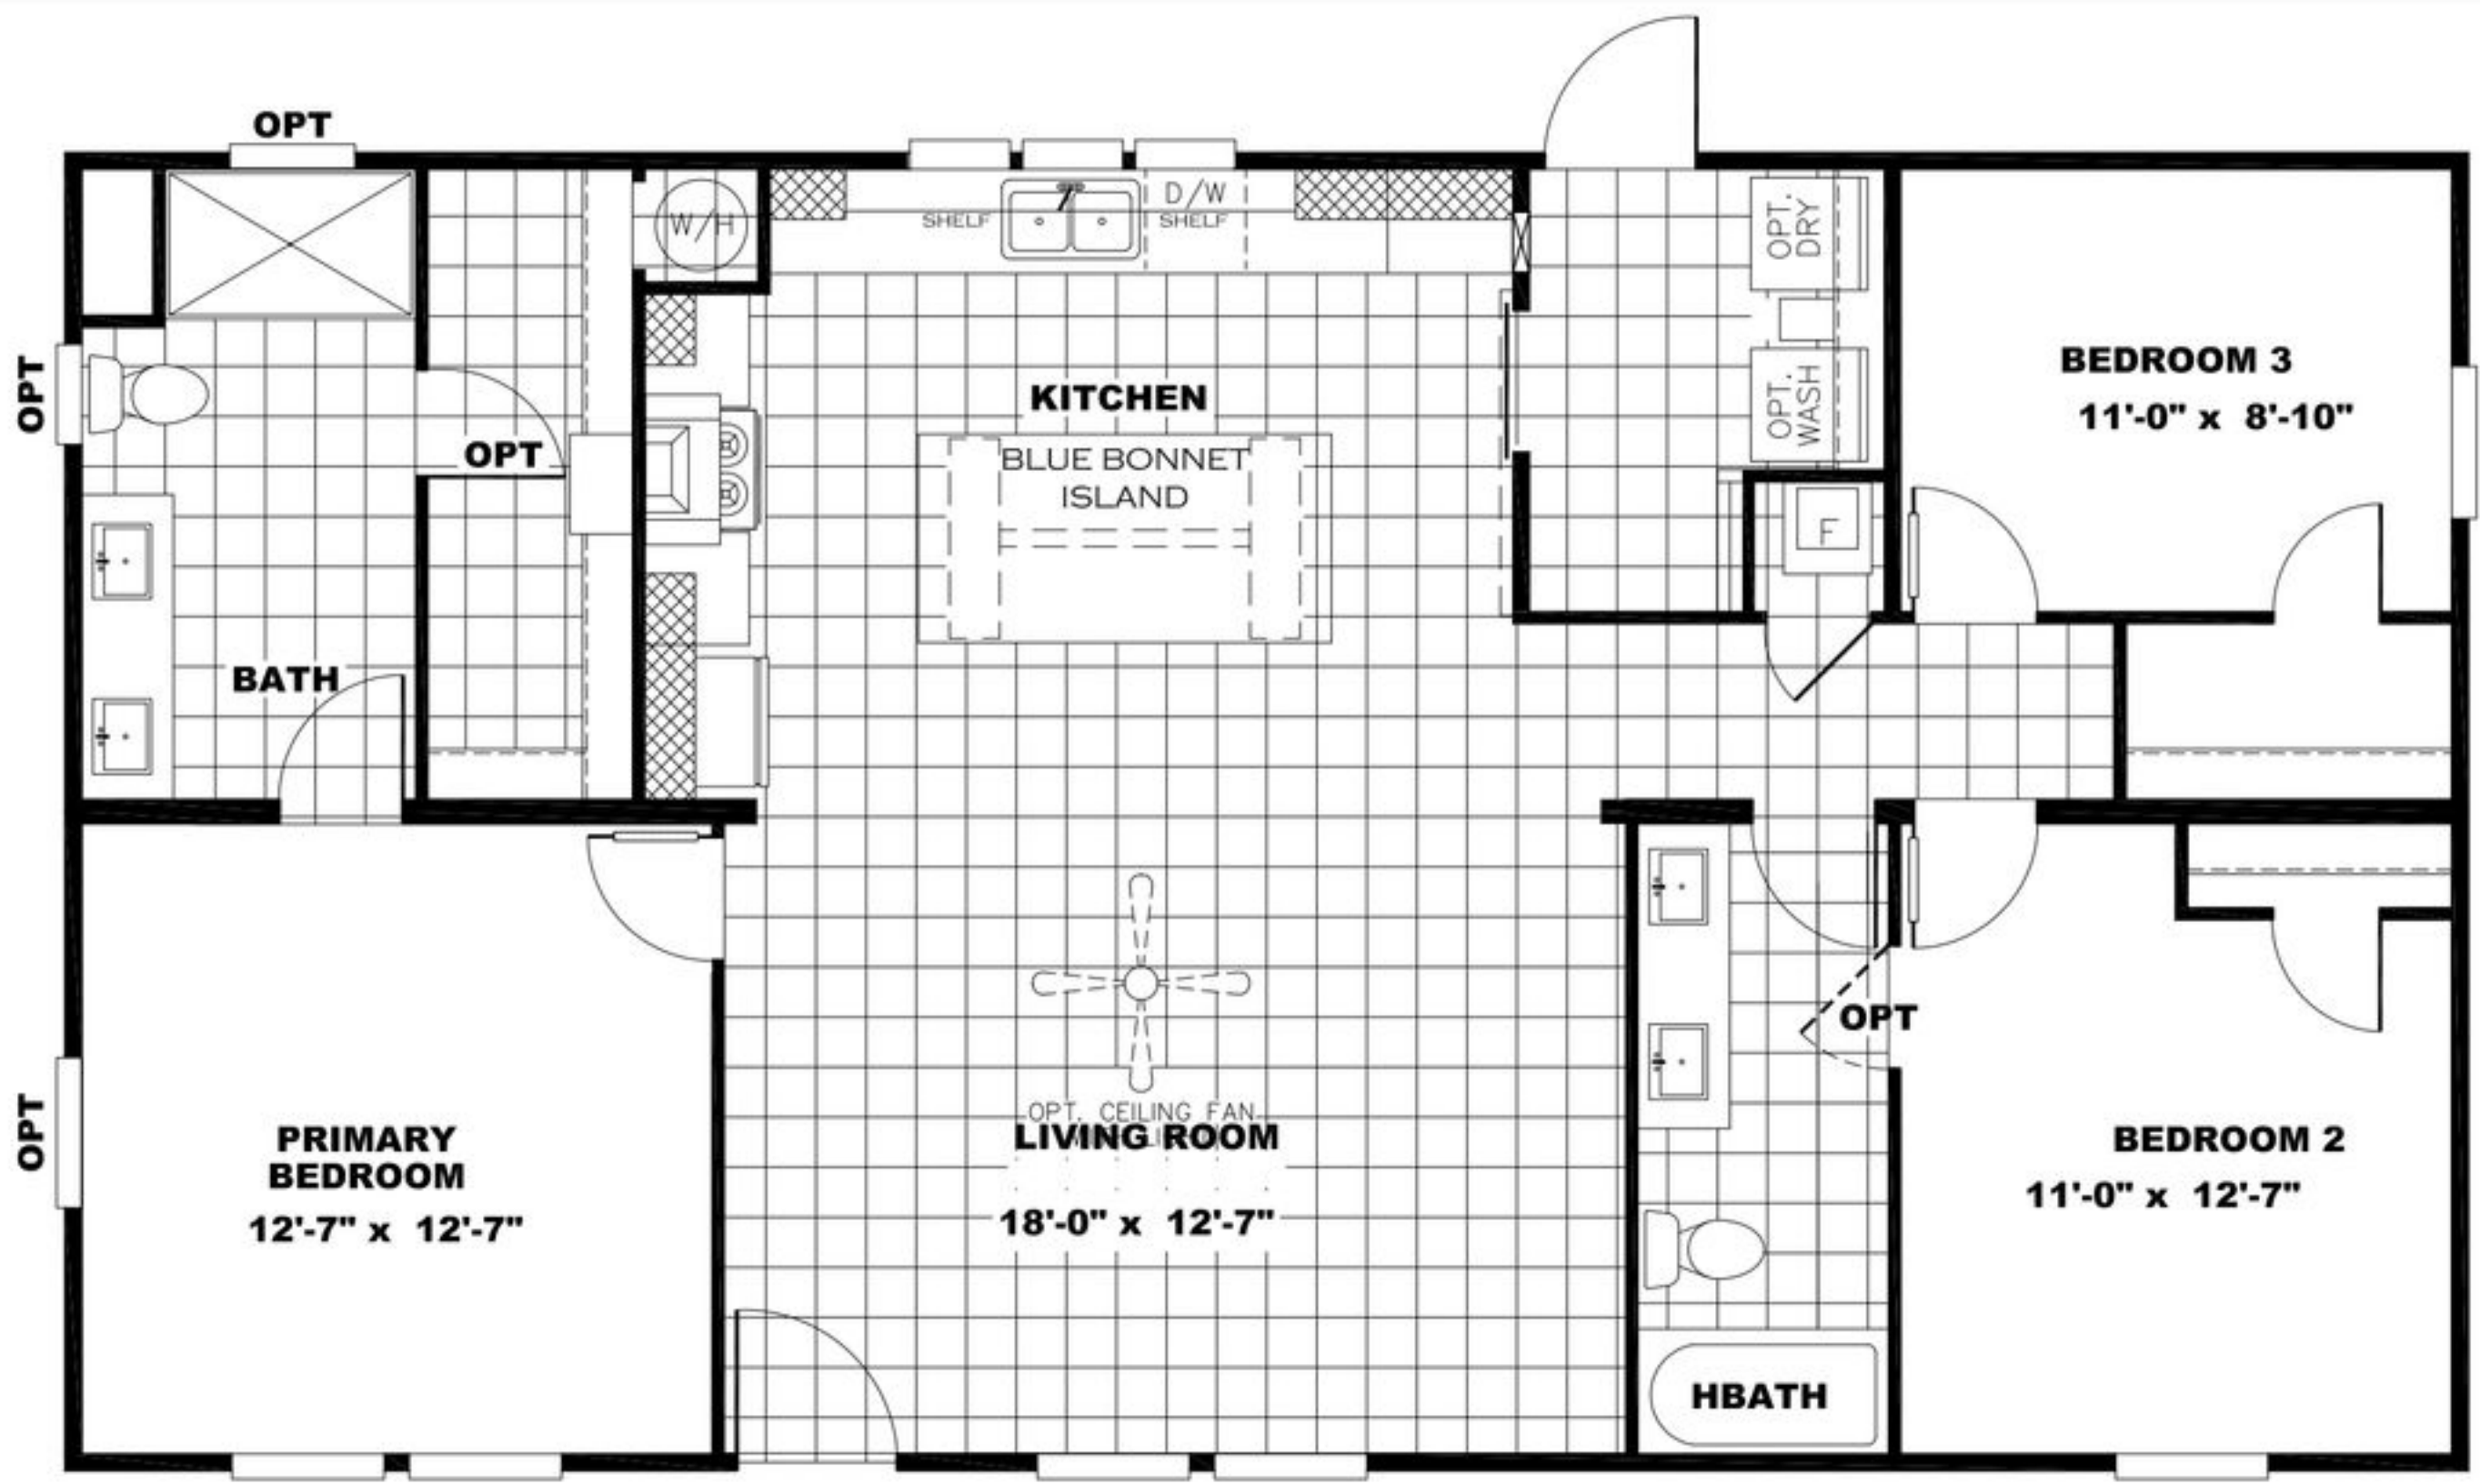 OPT
OPT
W/H
SHELF
D/W
SHELF
OPT.
DRY
OPT.
WASH
OPT
KITCHEN
BLUE BONNET
ISLAND
F
BEDROOM 3
11'-0" x 8'-10"
BATH
OPT
PRIMARY
BEDROOM
12'-7" x 12'-7"
OPT. CEILING FAN
LIVING ROOM
18'-0" x 12'-7"
OPT
BEDROOM 2
11'-0" x 12'-7"
HBATH